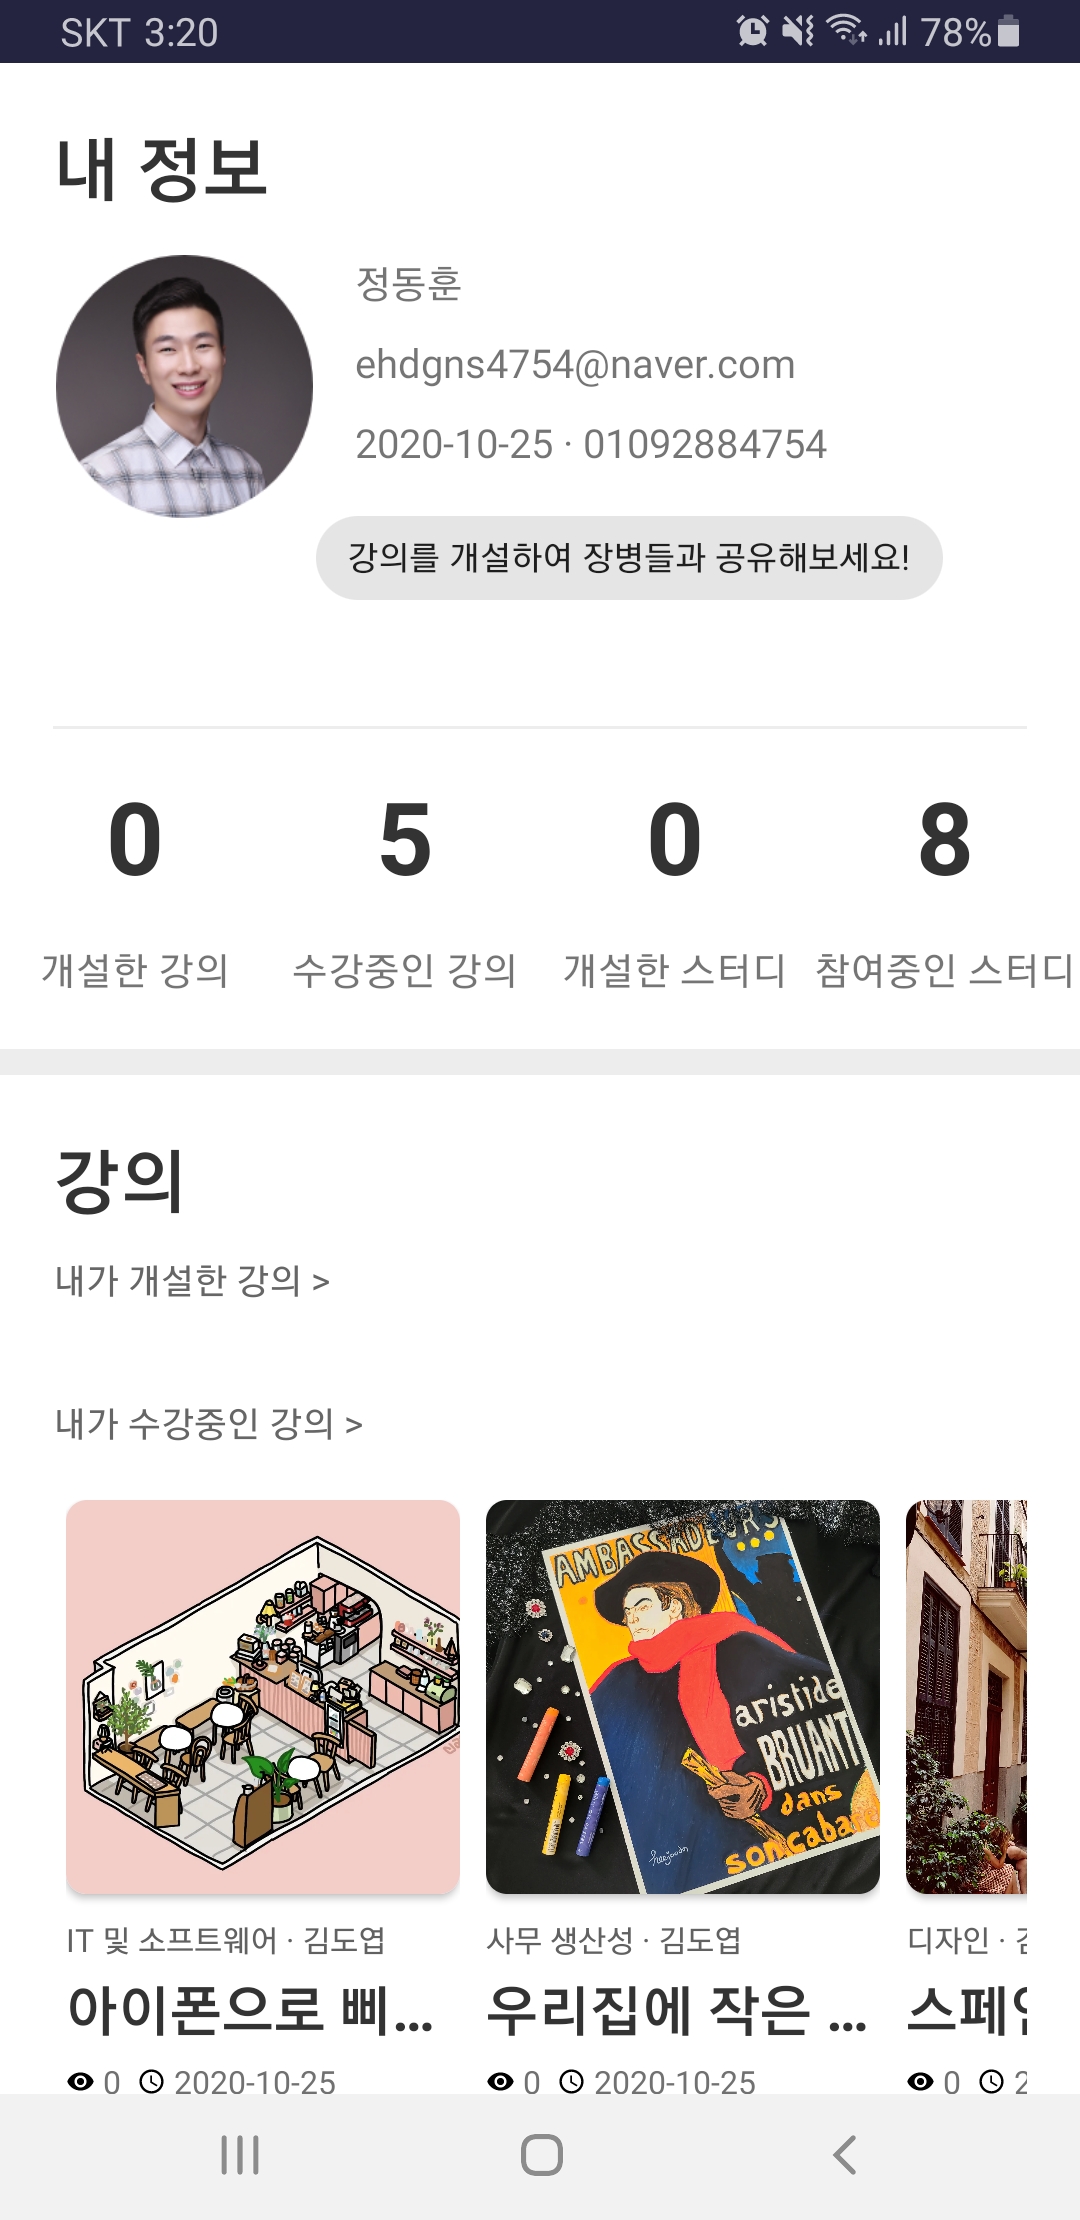 SKT 3:20
78%
내 정보
정동훈
ehdgns4754@naver.com
2020-10-25 · 01092884754
강의를 개설하여 장병들과 공유해보세요!
0 5 0 8
개설한 강의 수강중인 강의 개설한 스터디 참여중인 스터디
강의
내가 개설한 강의 >
내가 수강중인 강의 >
AMBASSADEURS
aristide
BRUANT
dans
son cabaret
IT 및 소프트웨어 · 김도엽
아이폰으로 삐...
0 2020-10-25
사무 생산성 · 김도엽
우리집에 작은 ...
0 2020-10-25
디자인 ·
스페
0 2